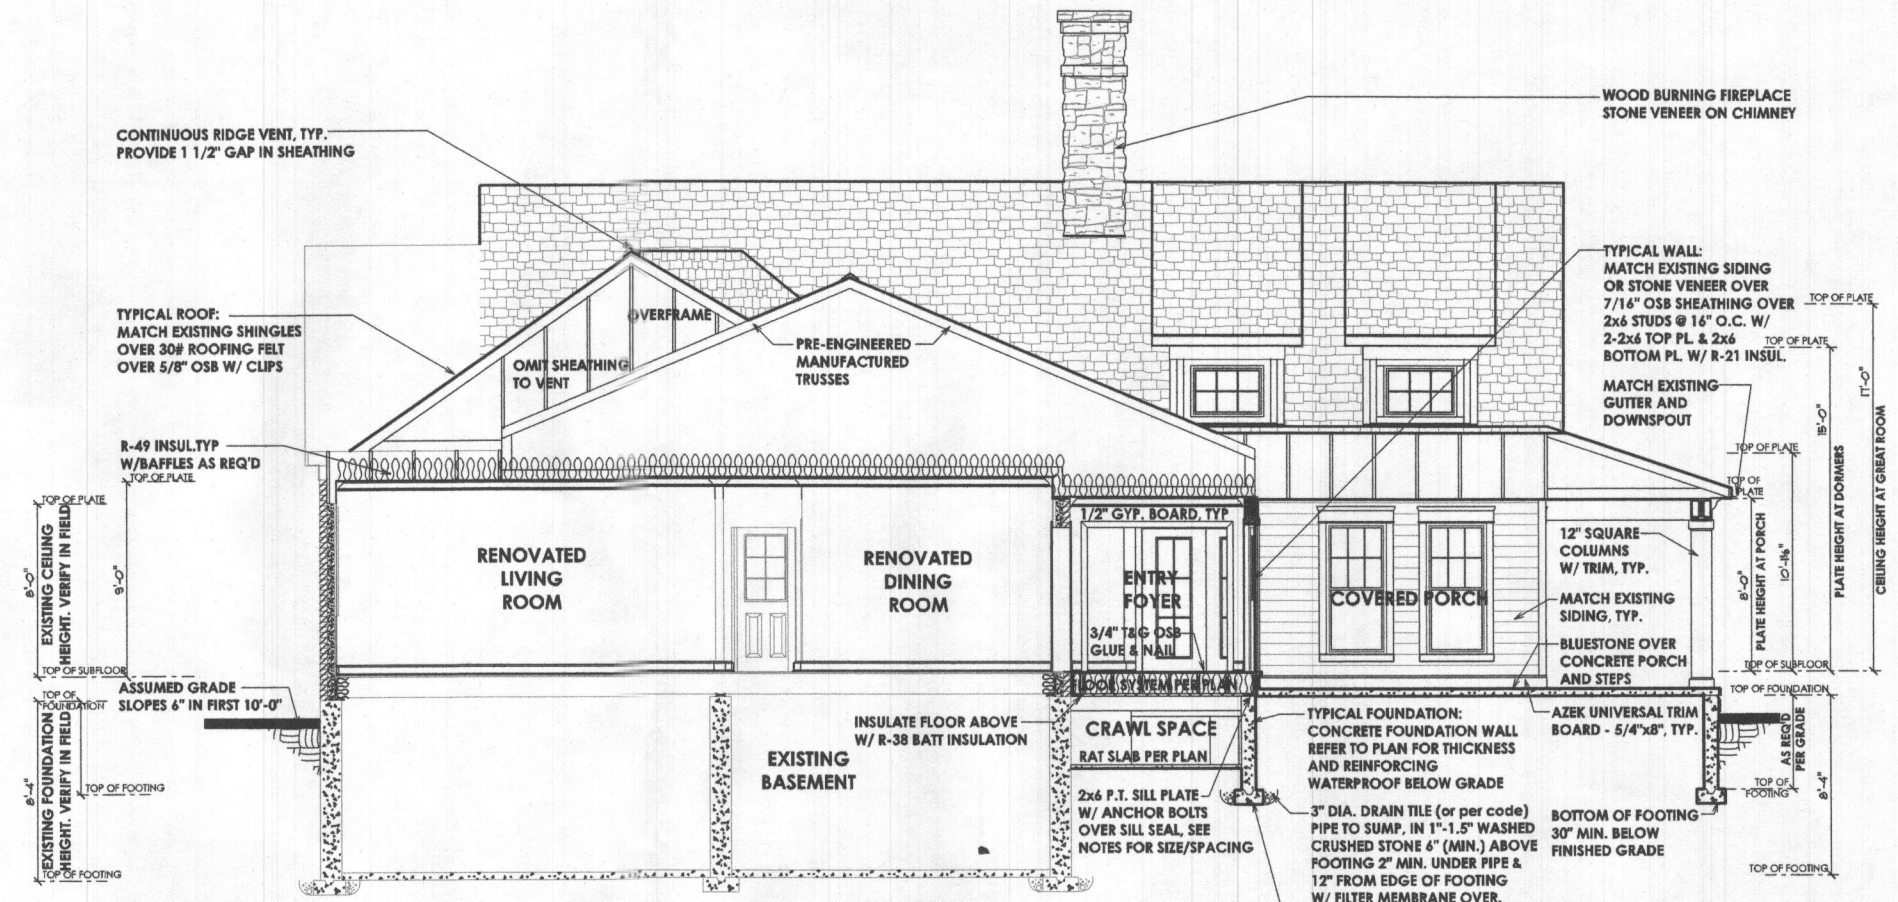 WOOD BURNING FIREPLACE
STONE VENEER ON CHIMNEY
CONTINUOUS RIDGE VENT, TYP.
PROVIDE 1 1/2" GAP IN SHEATHING
TYPICAL WALL:
MATCH EXISTING SIDING
OR STONE VENEER OVER
7/16" OSB SHEATHING OVER
2x6 STUDS @ 16" O.C. W/
2-2x6 TOP PL. & 2x6
BOTTOM PL. W/ R-21 INSUL.
TOP OF PLATE
TOP OF PLATE
TYPICAL ROOF:
MATCH EXISTING SHINGLES
OVER 30# ROOFING FELT
OVER 5/8" OSB W/ CLIPS
OVERFRAME
OMIT SHEATHING
TO VENT
PRE-ENGINEERED
MANUFACTURED
TRUSSES
MATCH EXISTING
GUTTER AND
DOWNSPOUT
R-49 INSUL.TYP
W/BAFFLES AS REQ'D
TOP OF PLATE
TOP OF PLATE
TOP OF PLATE
TOP OF
PLATE
8'-0"
EXISTING CEILING
HEIGHT. VERIFY IN FIELD
9'-0"
RENOVATED
LIVING
ROOM
RENOVATED
DINING
ROOM
1/2" GYP. BOARD, TYP
ENTRY
FOYER
3/4" T&G OSB
GLUE & NAIL
FLOOR SYSTEM PER PLAN
COVERED PORCH
12" SQUARE
COLUMNS
W/ TRIM, TYP.
MATCH EXISTING
SIDING, TYP.
BLUESTONE OVER
CONCRETE PORCH
AND STEPS
8'-0"
PLATE HEIGHT AT PORCH
15'-0"
PLATE HEIGHT AT DORMERS
17'-0"
CEILING HEIGHT AT GREAT ROOM
TOP OF SUBFLOOR
TOP OF SUBFLOOR
ASSUMED GRADE
SLOPES 6" IN FIRST 10'-0"
TOP OF
FOUNDATION
TOP OF FOUNDATION
8'-4"
EXISTING FOUNDATION
HEIGHT. VERIFY IN FIELD
TOP OF FOOTING
TOP OF FOOTING
EXISTING
BASEMENT
INSULATE FLOOR ABOVE
W/ R-38 BATT INSULATION
CRAWL SPACE
RAT SLAB PER PLAN
2x6 P.T. SILL PLATE
W/ ANCHOR BOLTS
OVER SILL SEAL, SEE
NOTES FOR SIZE/SPACING
TYPICAL FOUNDATION:
CONCRETE FOUNDATION WALL
REFER TO PLAN FOR THICKNESS
AND REINFORCING
WATERPROOF BELOW GRADE
3" DIA. DRAIN TILE (or per code)
PIPE TO SUMP, IN 1"-1.5" WASHED
CRUSHED STONE 6" (MIN.) ABOVE
FOOTING 2" MIN. UNDER PIPE &
12" FROM EDGE OF FOOTING
W/ FILTER MEMBRANE OVER.
AZEK UNIVERSAL TRIM
BOARD - 5/4"x8", TYP.
BOTTOM OF FOOTING
30" MIN. BELOW
FINISHED GRADE
AS REQ'D
PER GRADE
TOP OF
FOOTING
8'-4"
TOP OF FOOTING